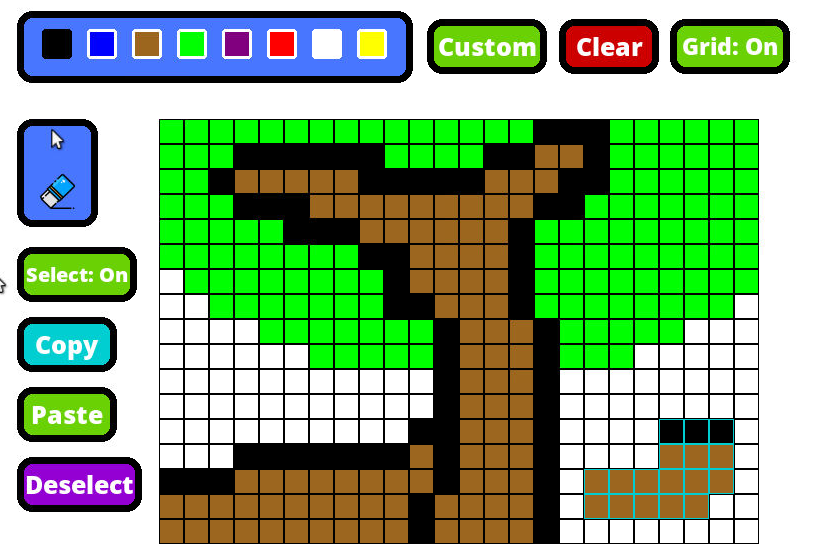 Custom
Clear
Grid: On
Select: On
Copy
Paste
Deselect